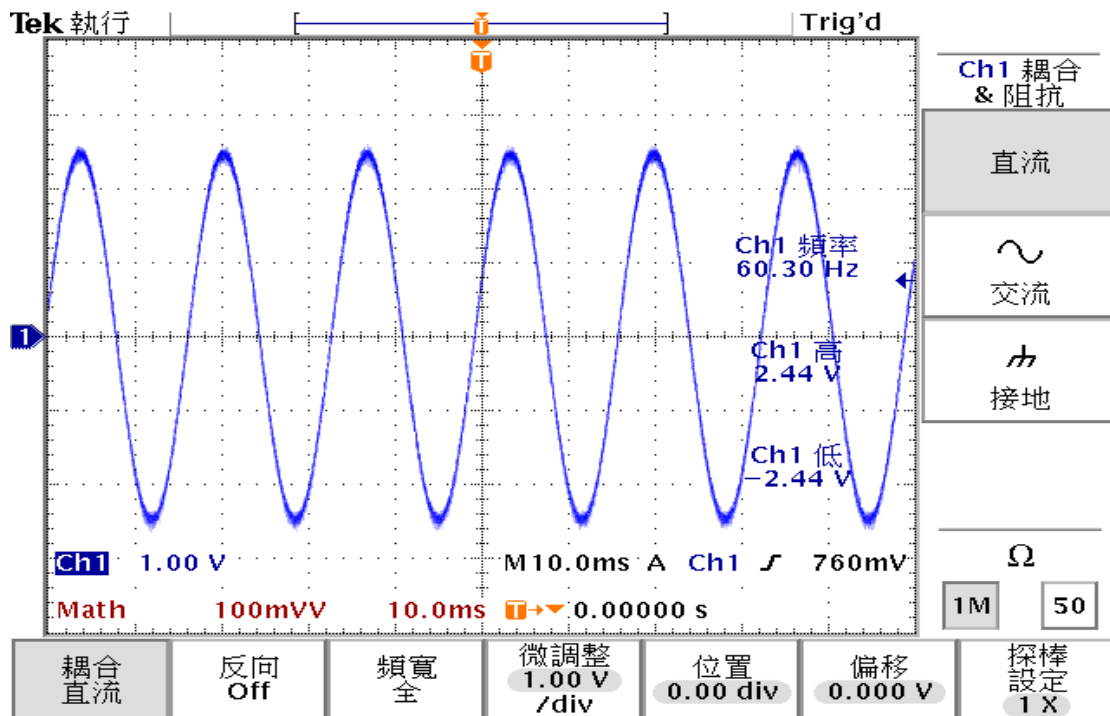 Tek 執行
T
Trig'd
T
Ch1 耦合
& 阻抗
直流
交流
接地
Ch1 頻率
60.30 Hz
1
Ch1 高
2.44 V
Ch1 低
−2.44 V
Ch1 1.00 V M10.0ms A Ch1 760mV
Math 100mVV 10.0ms T 0.00000 s
Ω
1M 50
耦合
直流
反向
Off
頻寬
全
微調整
1.00 V
/div
位置
0.00 div
偏移
0.000 V
探棒
設定
1 X